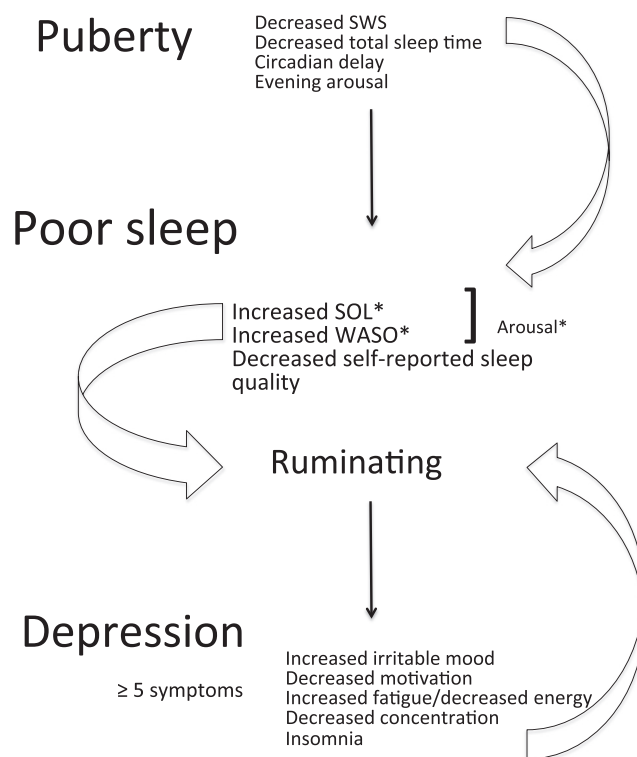 Puberty
Decreased SWS
Decreased total sleep time
Circadian delay
Evening arousal
Poor sleep
Increased SOL*
Increased WASO*
Arousal*
Decreased self-reported sleep
quality
Ruminating
Depression
≥ 5 symptoms
Increased irritable mood
Decreased motivation
Increased fatigue/decreased energy
Decreased concentration
Insomnia